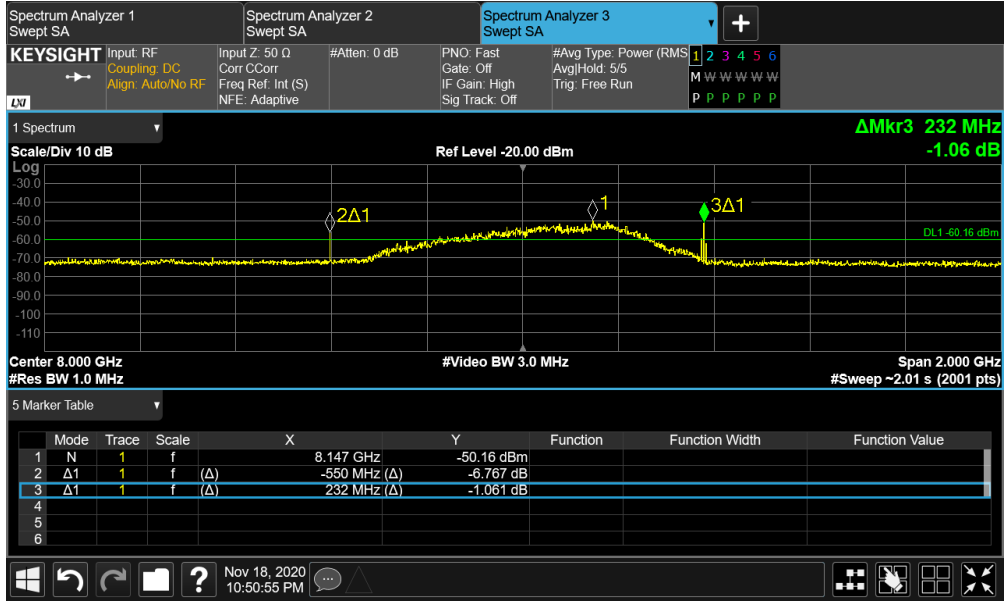 Spectrum Analyzer 1
Swept SA
Spectrum Analyzer 2
Swept SA
Spectrum Analyzer 3
Swept SA
▼
+
KEYSIGHT
LXI
Input: RF
Coupling: DC
Align: Auto/No RF
Input Z: 50 Ω
Corr CCorr
Freq Ref: Int (S)
NFE: Adaptive
#Atten: 0 dB
PNO: Fast
Gate: Off
IF Gain: High
Sig Track: Off
#Avg Type: Power (RMS
Avg|Hold: 5/5
Trig: Free Run
1 2 3 4 5 6
M W W W W W
P P P P P P
1 Spectrum ▼
ΔMkr3 232 MHz
-1.06 dB
Scale/Div 10 dB
Ref Level -20.00 dBm
Log
-30.0
-40.0
-50.0
-60.0
-70.0
-80.0
-90.0
-100
-110
2Δ1
1
3Δ1
DL1 -60.16 dBm
Center 8.000 GHz
#Video BW 3.0 MHz
Span 2.000 GHz
#Res BW 1.0 MHz
#Sweep ~2.01 s (2001 pts)
5 Marker Table ▼
Mode Trace Scale X Y Function Function Width Function Value
1 N 1 f 8.147 GHz -50.16 dBm
2 Δ1 1 f (Δ) -550 MHz (Δ) -6.767 dB
3 Δ1 1 f (Δ) 232 MHz (Δ) -1.061 dB
4
5
6
?
Nov 18, 2020
10:50:55 PM